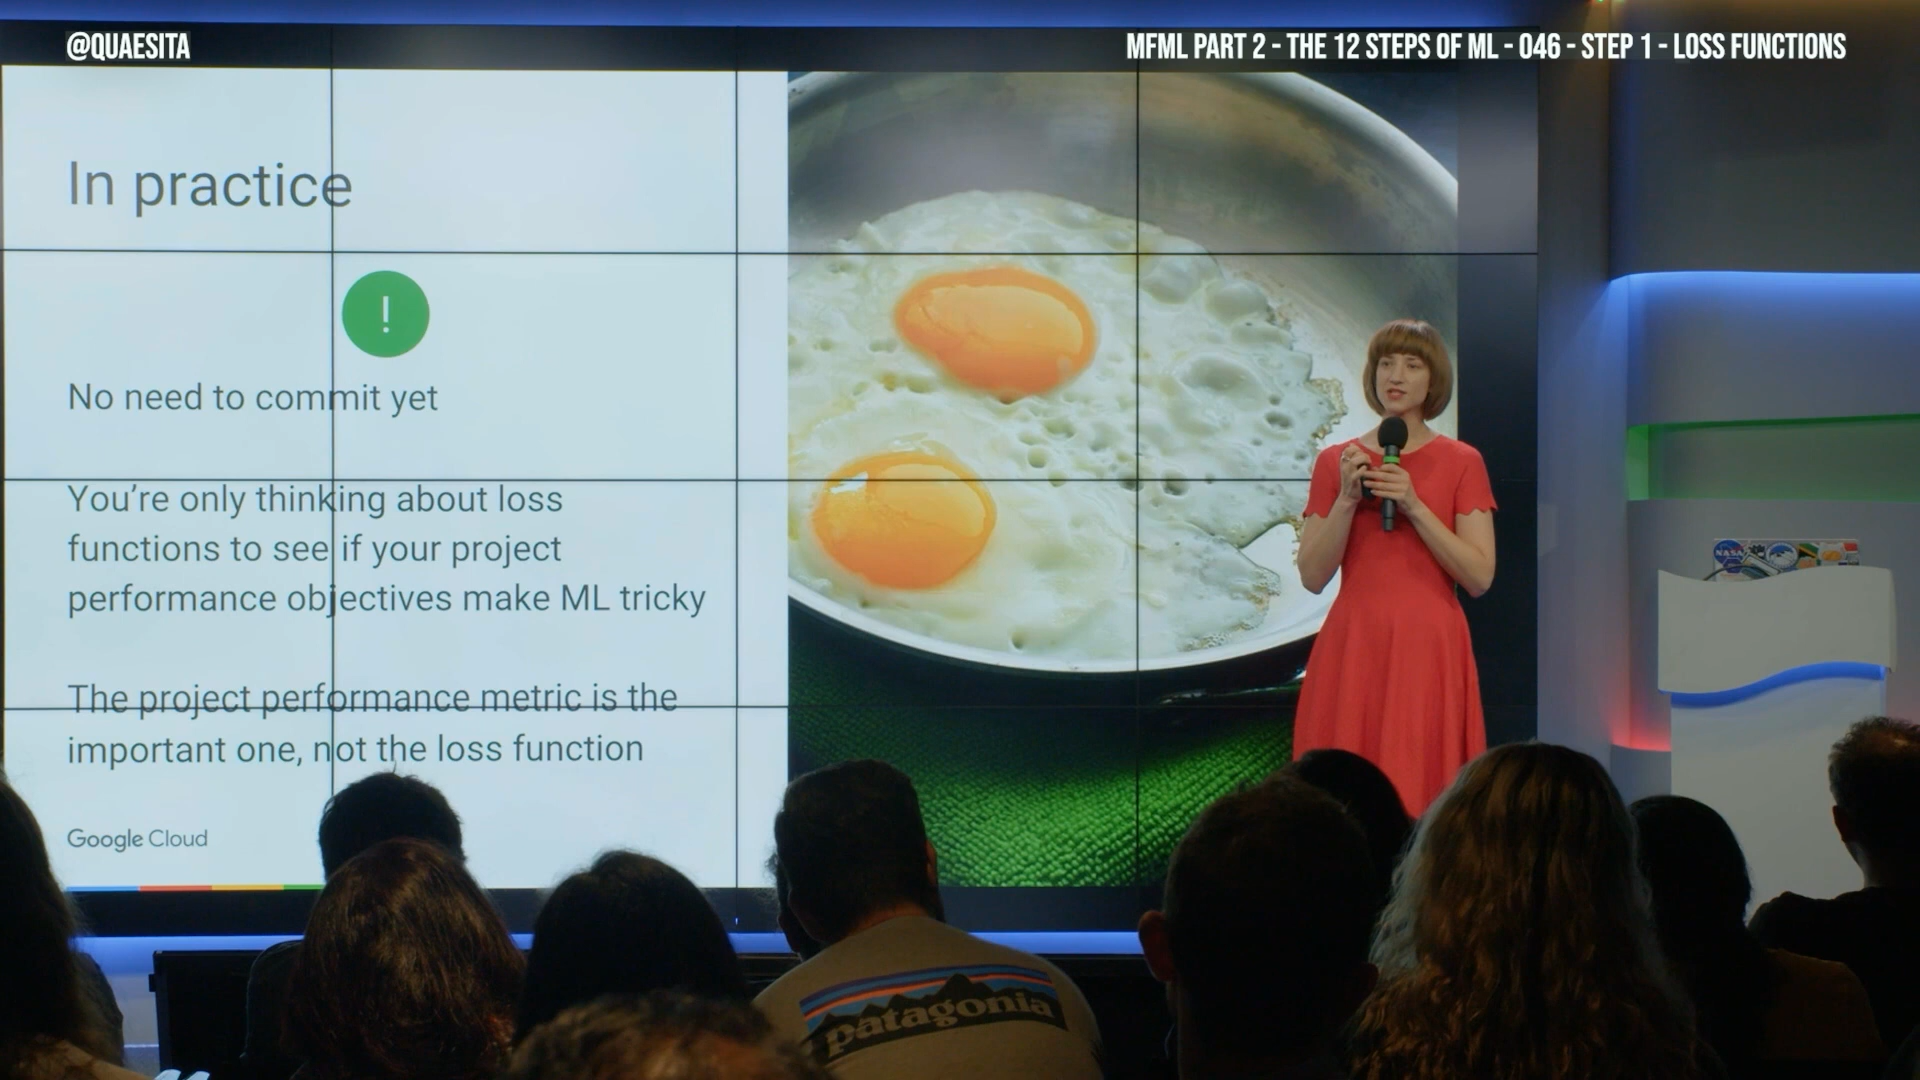 @QUAESITA
MFML PART 2 - THE 12 STEPS OF ML - 046 - STEP 1 - LOSS FUNCTIONS
In practice
!
No need to commit yet
You’re only thinking about loss
functions to see if your project
performance objectives make ML tricky
The project performance metric is the
important one, not the loss function
Google Cloud
NASA
patagonia